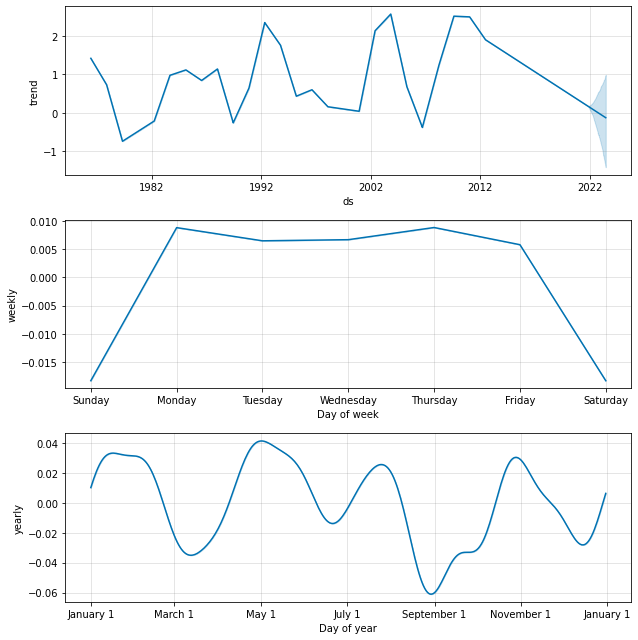 2
1
0
−1
trend
1982
1992
2002
2012
2022
ds
0.010
0.005
0.000
−0.005
−0.010
−0.015
weekly
Sunday
Monday
Tuesday
Wednesday
Thursday
Friday
Saturday
Day of week
0.04
0.02
0.00
−0.02
−0.04
−0.06
yearly
January 1
March 1
May 1
July 1
September 1
November 1
January 1
Day of year